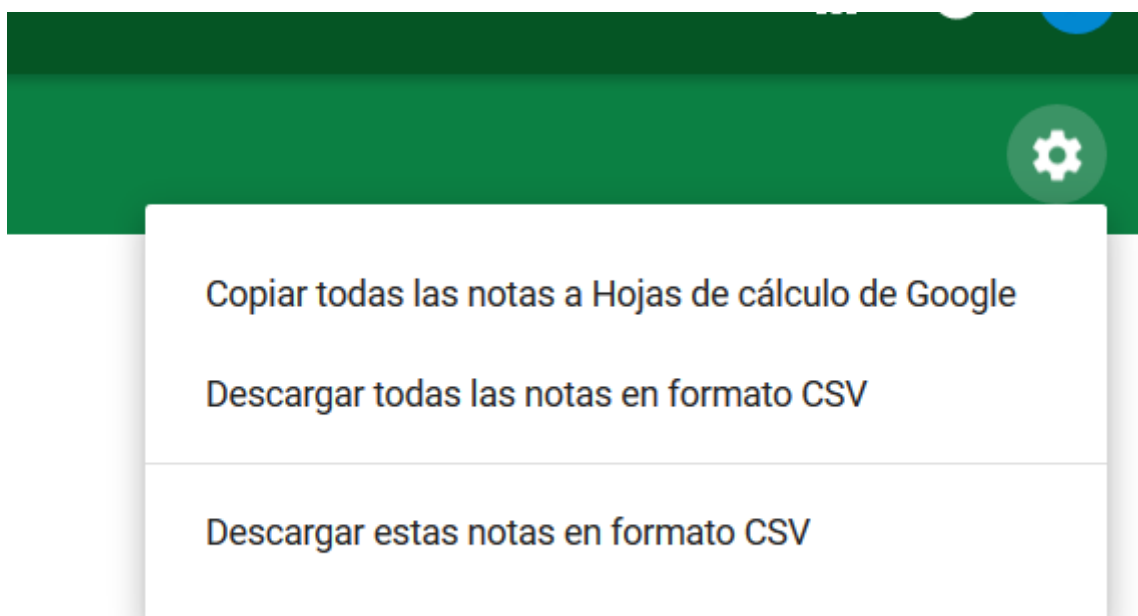 Copiar todas las notas a Hojas de cálculo de Google
Descargar todas las notas en formato CSV
Descargar estas notas en formato CSV